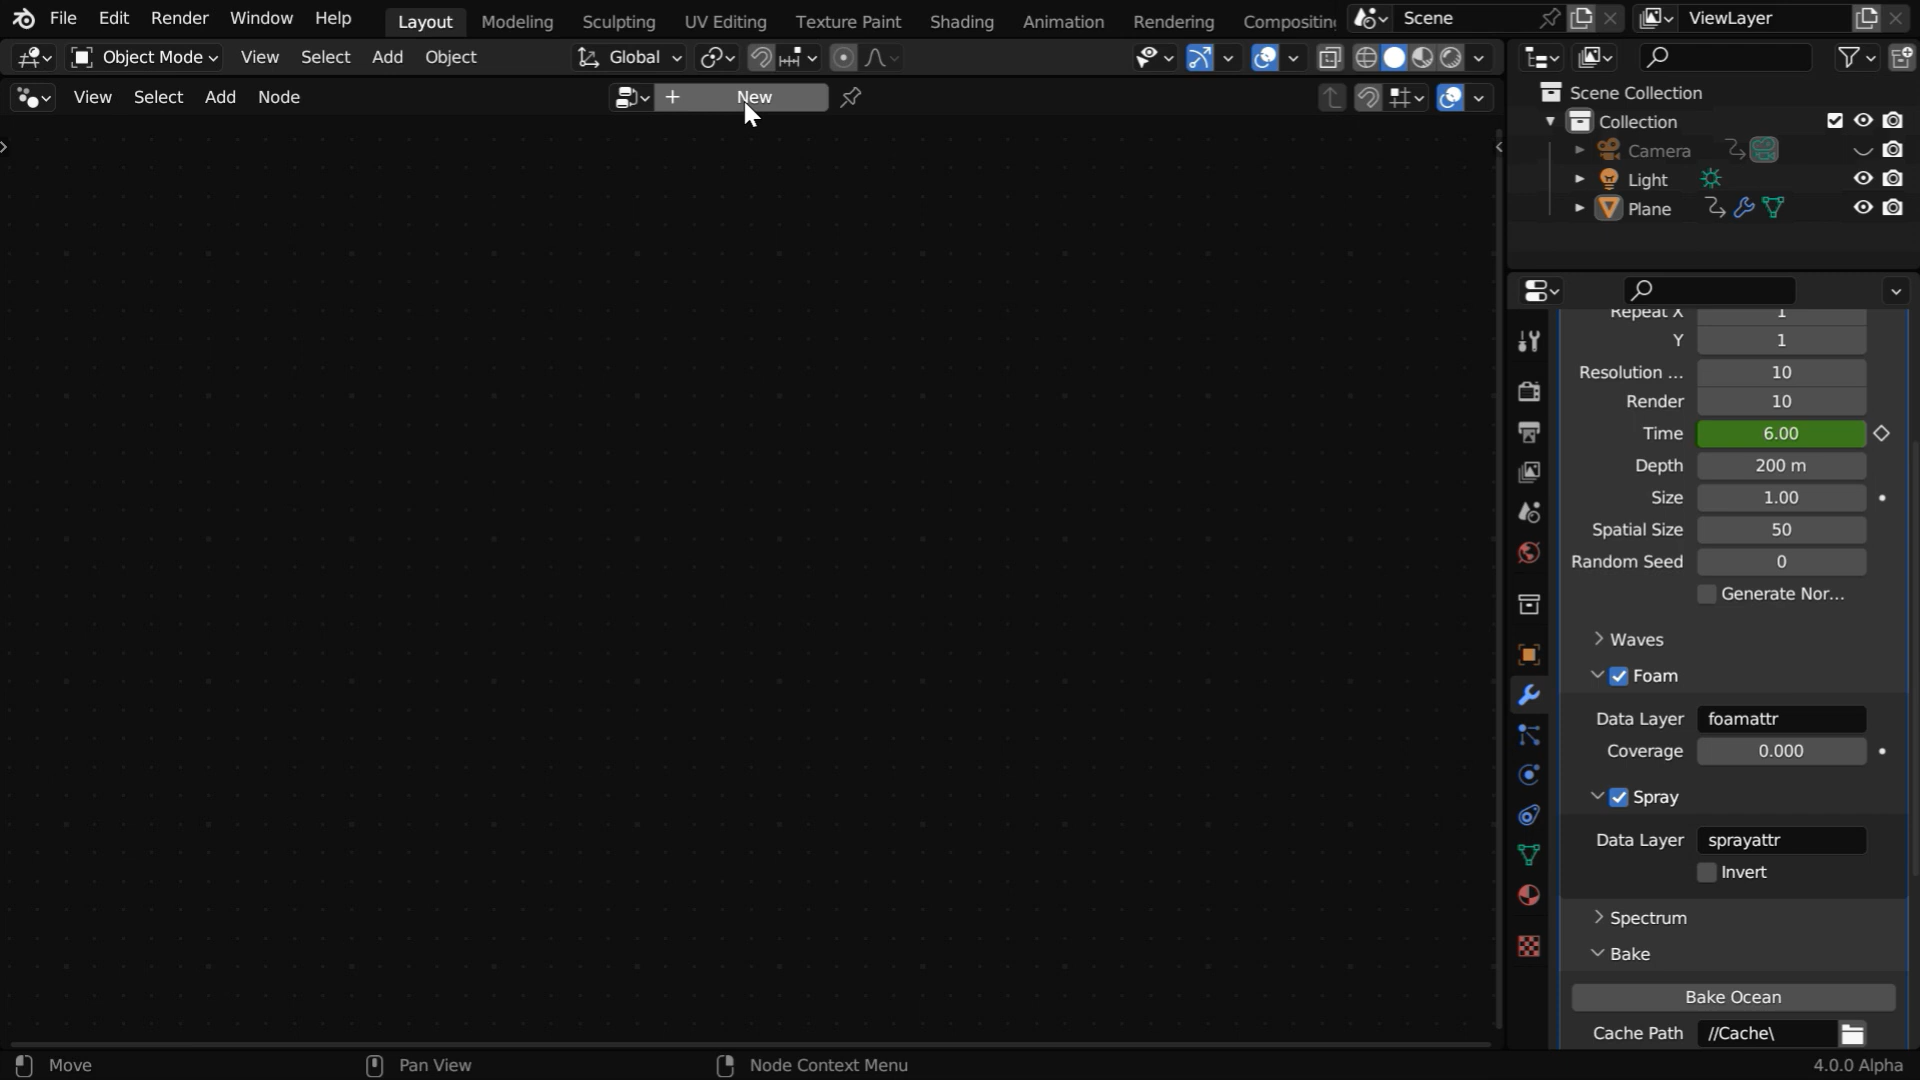 File Edit Render Window Help Layout Modeling Sculpting UV Editing Texture Paint Shading Animation Rendering Compositing Scene ViewLayer
Object Mode View Select Add Object Global
View Select Add Node + New
Scene Collection
Collection
Camera
Light
Plane
Repeat X 1
Y 1
Resolution ... 10
Render 10
Time 6.00
Depth 200 m
Size 1.00
Spatial Size 50
Random Seed 0
Generate Nor...
Waves
Foam
Data Layer foamattr
Coverage 0.000
Spray
Data Layer sprayattr
Invert
Spectrum
Bake
Bake Ocean
Cache Path //Cache\
Move Pan View Node Context Menu 4.0.0 Alpha